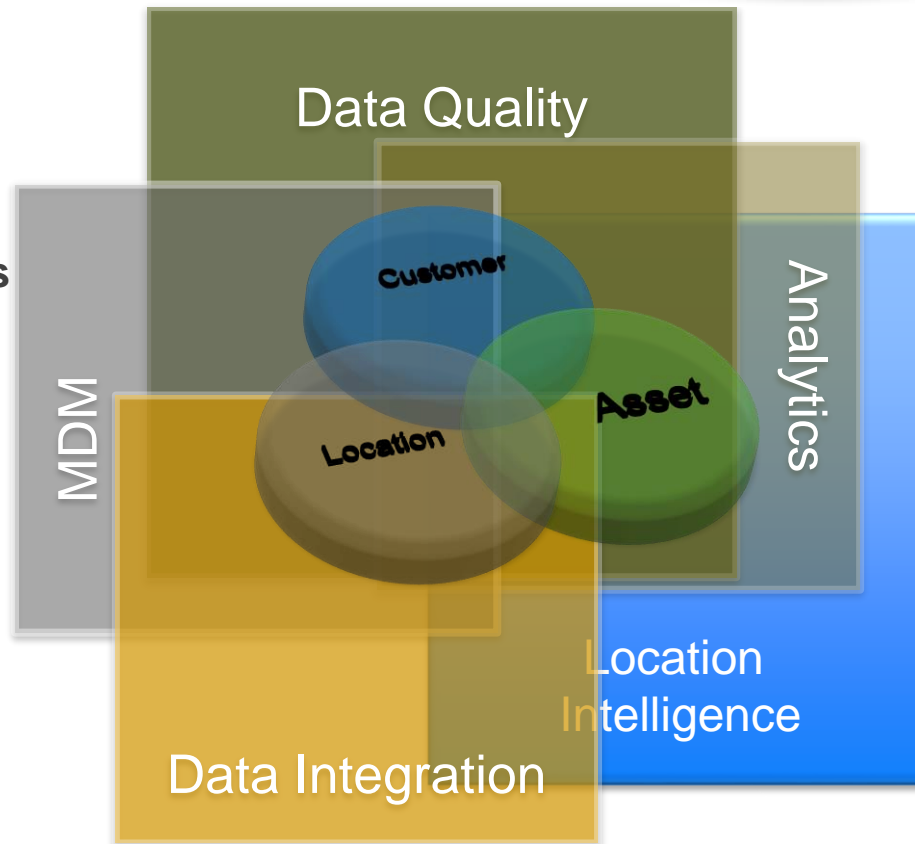 Data Quality
s
Customer
Analytics
Asset
MDM
Location
Location
Intelligence
Data Integration